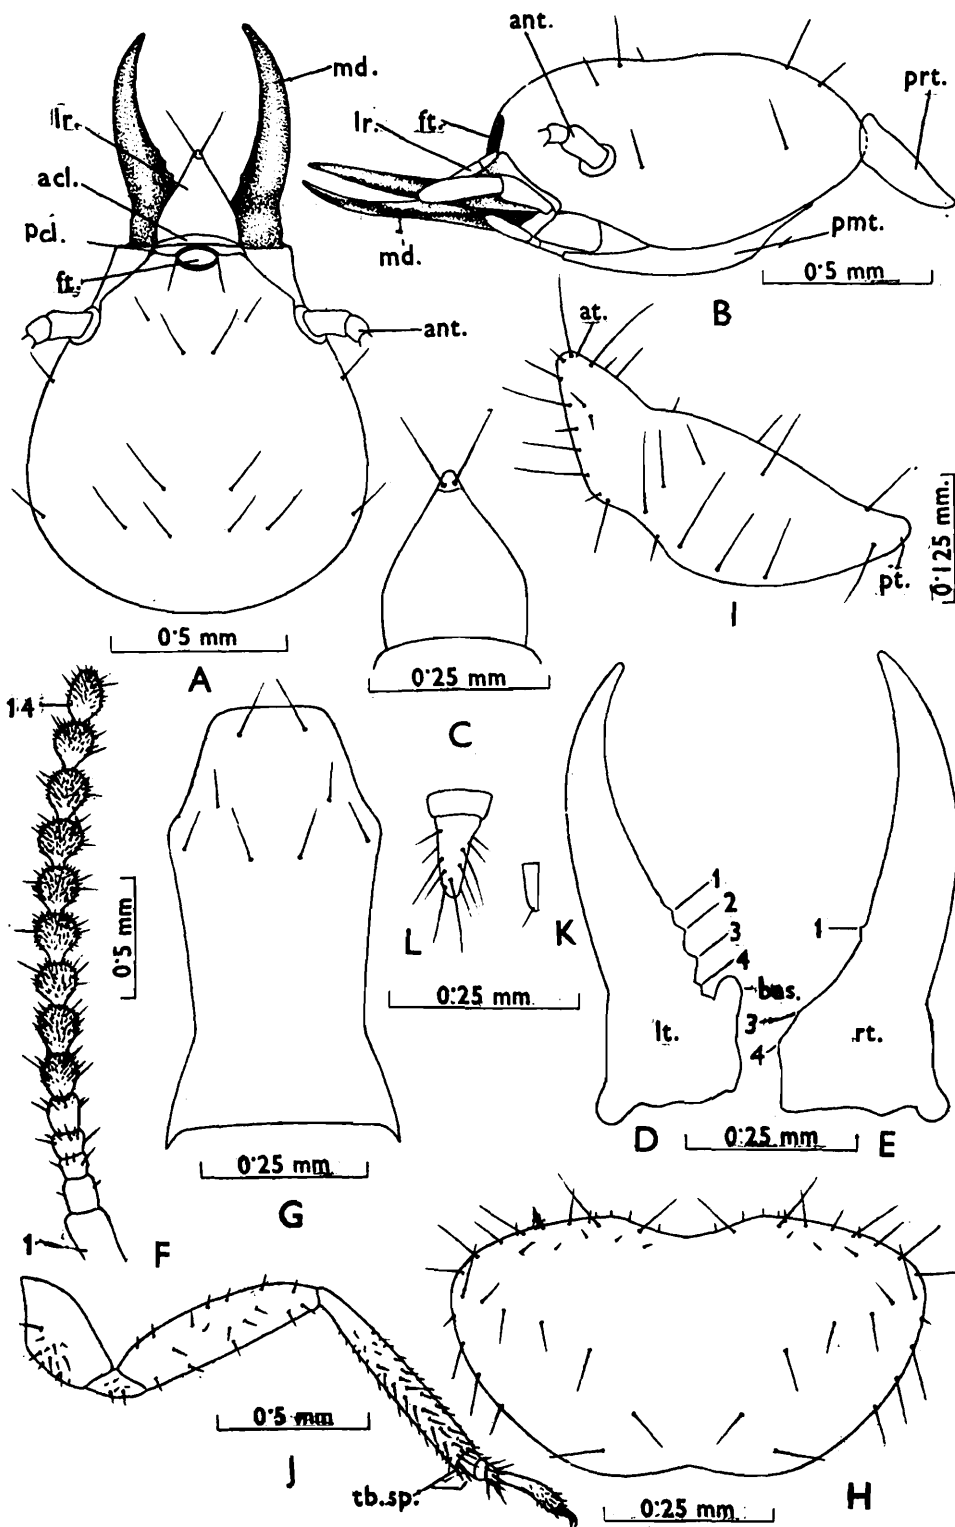 md.
lr.
acl.
pcl.
ft.
ant.
0·5 mm
A
ant.
prt.
ft.
lr.
md.
pmt.
0·5 mm
B
at.
pt.
0·125 mm.
I
0·25 mm
C
14
0·5 mm
1
F
0·25 mm
G
L
K
0·25 mm
1
2
3
4
bas.
lt.
D
1
3
4
rt.
E
0·25 mm
0·5 mm
J
tb.sp.
0·25 mm
H